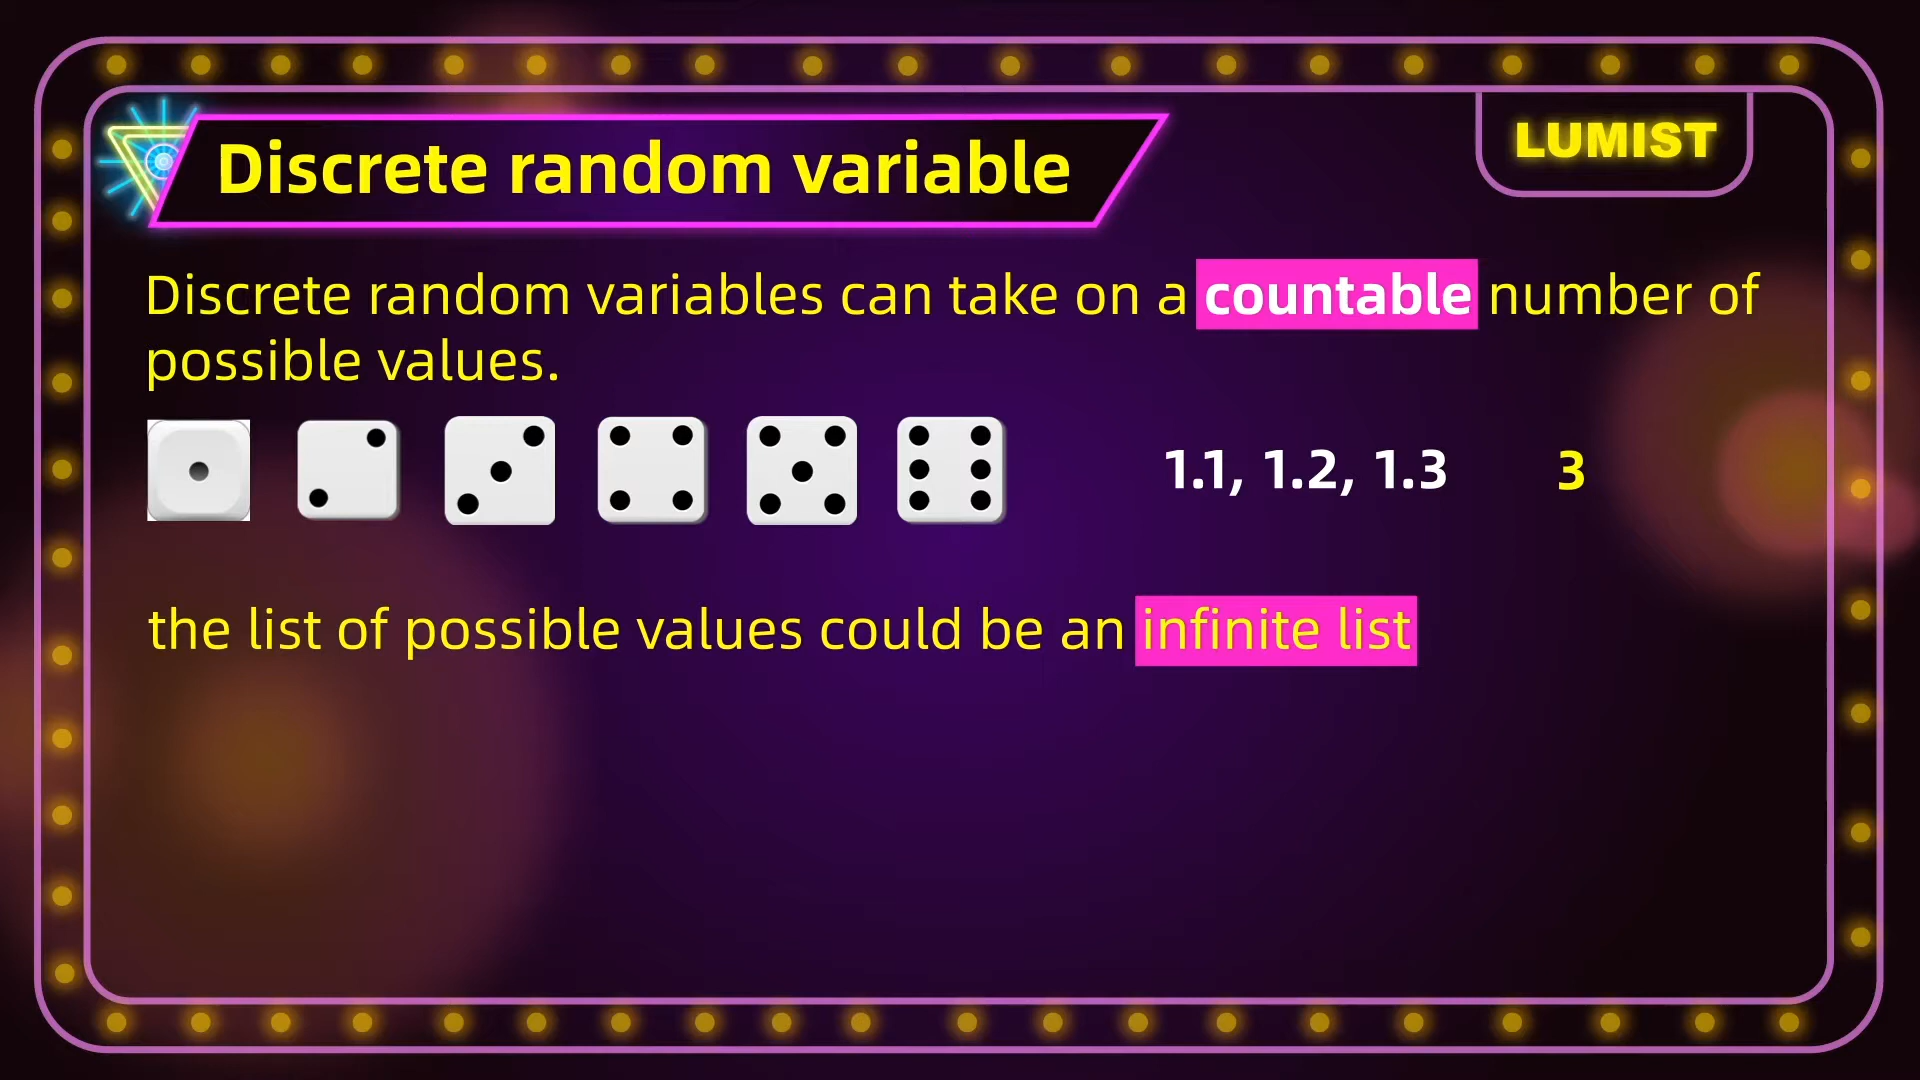 Discrete random variable
LUMIST
Discrete random variables can take on a countable number of
possible values.
1.1, 1.2, 1.3 3
the list of possible values could be an infinite list